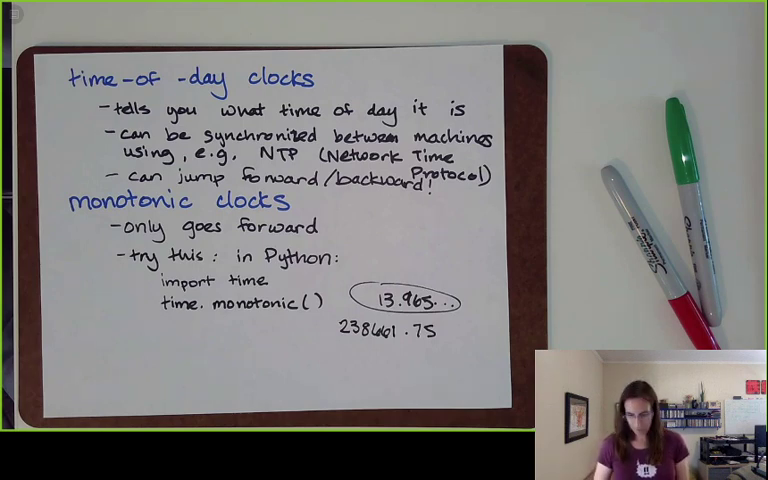 time-of-day clocks
- tells you what time of day it is
- can be synchronized between machines
using, e.g. NTP (Network Time
Protocol)
- can jump forward/backward!
monotonic clocks
- only goes forward
- try this: in Python:
import time
time.monotonic()
13.965...
238661.75
Sharpie
!!